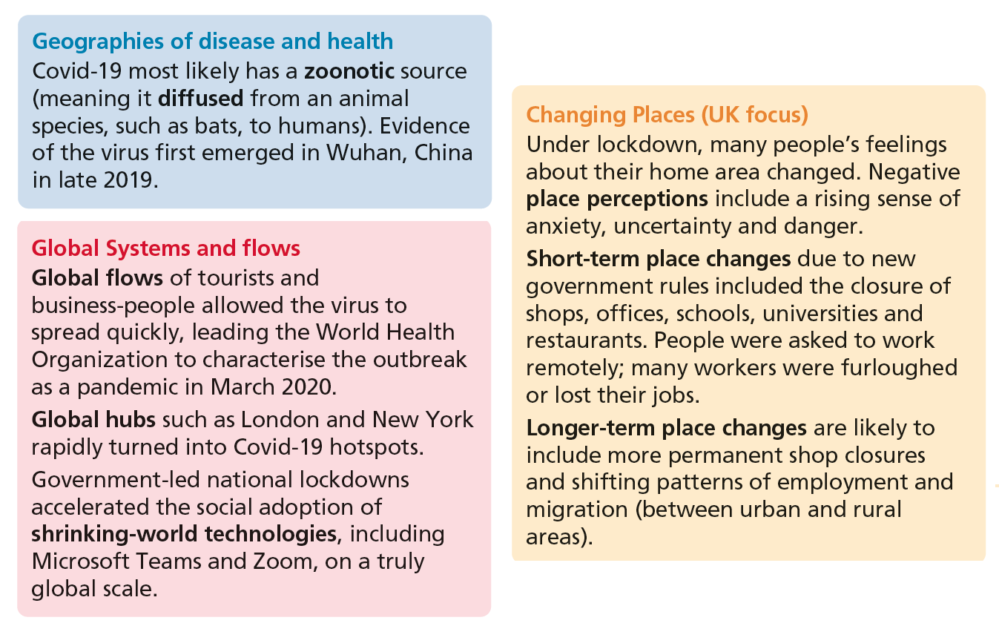 Geographies of disease and health
Covid-19 most likely has a zoonotic source
(meaning it diffused from an animal
species, such as bats, to humans). Evidence
of the virus first emerged in Wuhan, China
in late 2019.
Global Systems and flows
Global flows of tourists and
business-people allowed the virus to
spread quickly, leading the World Health
Organization to characterise the outbreak
as a pandemic in March 2020.
Global hubs such as London and New York
rapidly turned into Covid-19 hotspots.
Government-led national lockdowns
accelerated the social adoption of
shrinking-world technologies, including
Microsoft Teams and Zoom, on a truly
global scale.
Changing Places (UK focus)
Under lockdown, many people's feelings
about their home area changed. Negative
place perceptions include a rising sense of
anxiety, uncertainty and danger.
Short-term place changes due to new
government rules included the closure of
shops, offices, schools, universities and
restaurants. People were asked to work
remotely; many workers were furloughed
or lost their jobs.
Longer-term place changes are likely to
include more permanent shop closures
and shifting patterns of employment and
migration (between urban and rural
areas).